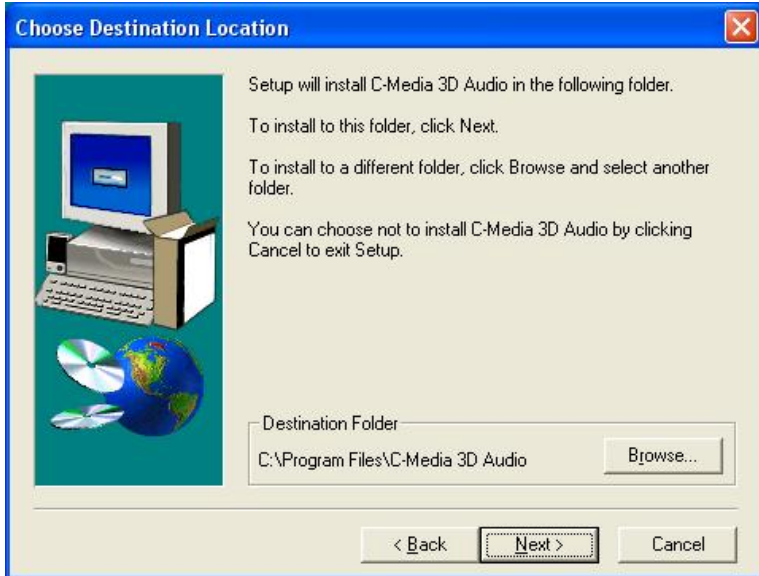 Choose Destination Location
Setup will install C-Media 3D Audio in the following folder.
To install to this folder, click Next.
To install to a different folder, click Browse and select another
folder.
You can choose not to install C-Media 3D Audio by clicking
Cancel to exit Setup.
Destination Folder
C:\Program Files\C-Media 3D Audio
Browse...
< Back
Next >
Cancel